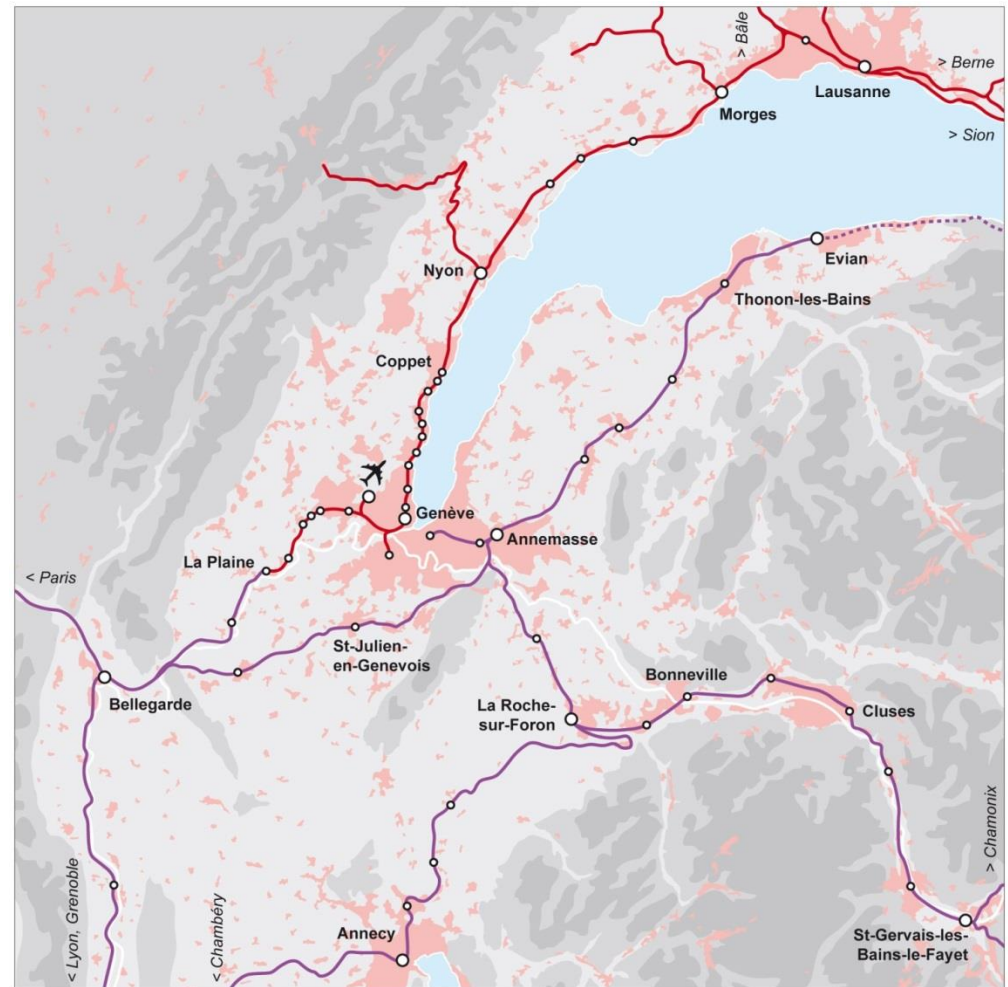 > Bâle
> Berne
Lausanne
Morges
> Sion
Nyon
Evian
Thonon-les-Bains
Coppet
Genève
Annemasse
La Plaine
< Paris
St-Julien-
en-Genevois
Bellegarde
Bonneville
La Roche-
sur-Foron
Cluses
> Chamonix
< Lyon, Grenoble
< Chambéry
Annecy
St-Gervais-les-
Bains-le-Fayet